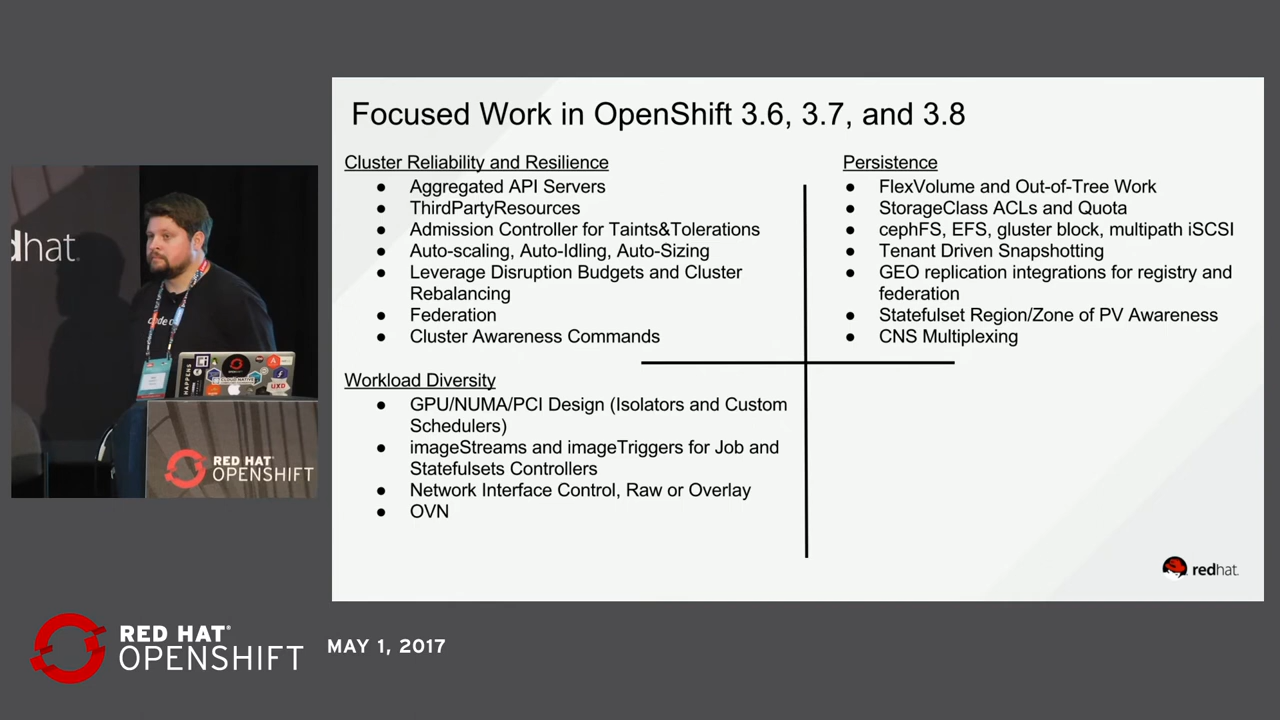 Focused Work in OpenShift 3.6, 3.7, and 3.8
Cluster Reliability and Resilience
● Aggregated API Servers
● ThirdPartyResources
● Admission Controller for Taints&Tolerations
● Auto-scaling, Auto-Idling, Auto-Sizing
● Leverage Disruption Budgets and Cluster
Rebalancing
● Federation
● Cluster Awareness Commands
Workload Diversity
● GPU/NUMA/PCI Design (Isolators and Custom
Schedulers)
● imageStreams and imageTriggers for Job and
Statefulsets Controllers
● Network Interface Control, Raw or Overlay
● OVN
Persistence
● FlexVolume and Out-of-Tree Work
● StorageClass ACLs and Quota
● cephFS, EFS, gluster block, multipath iSCSI
● Tenant Driven Snapshotting
● GEO replication integrations for registry and
federation
● Statefulset Region/Zone of PV Awareness
● CNS Multiplexing
redhat.
dhat.
code
UXD
RED HAT
OPENSHIFT
RED HAT®
OPENSHIFT
MAY 1, 2017